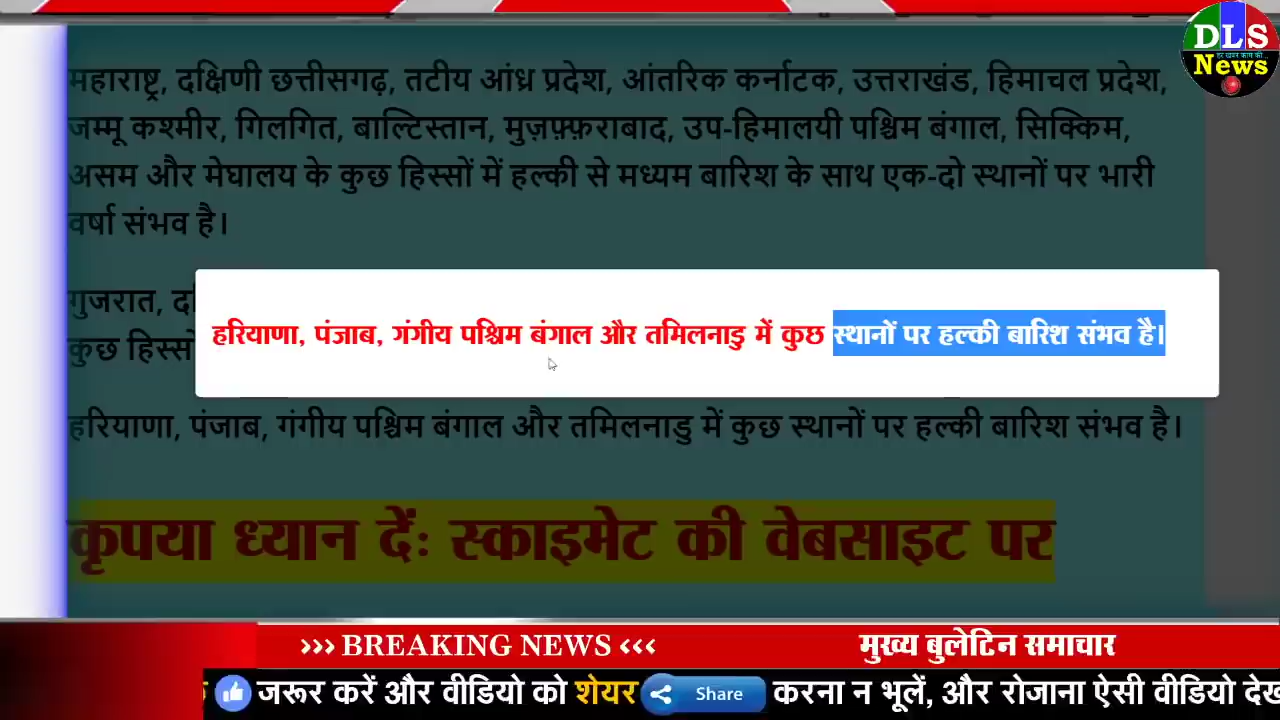 DLS
हर खबर काम की...
News
महाराष्ट्र, दक्षिणी छत्तीसगढ़, तटीय आंध्र प्रदेश, आंतरिक कर्नाटक, उत्तराखंड, हिमाचल प्रदेश,
जम्मू कश्मीर, गिलगित, बाल्टिस्तान, मुज़फ़्फ़राबाद, उप-हिमालयी पश्चिम बंगाल, सिक्किम,
असम और मेघालय के कुछ हिस्सों में हल्की से मध्यम बारिश के साथ एक-दो स्थानों पर भारी
वर्षा संभव है।
गुजरात,
कुछ हिस्सों
हरियाणा, पंजाब, गंगीय पश्चिम बंगाल और तमिलनाडु में कुछ स्थानों पर हल्की बारिश संभव है।
हरियाणा, पंजाब, गंगीय पश्चिम बंगाल और तमिलनाडु में कुछ स्थानों पर हल्की बारिश संभव है।
कृपया ध्यान दें: स्काइमेट की वेबसाइट पर
››› BREAKING NEWS ‹‹‹ मुख्य बुलेटिन समाचार
जरूर करें और वीडियो को शेयर Share करना न भूलें, और रोजाना ऐसी वीडियो